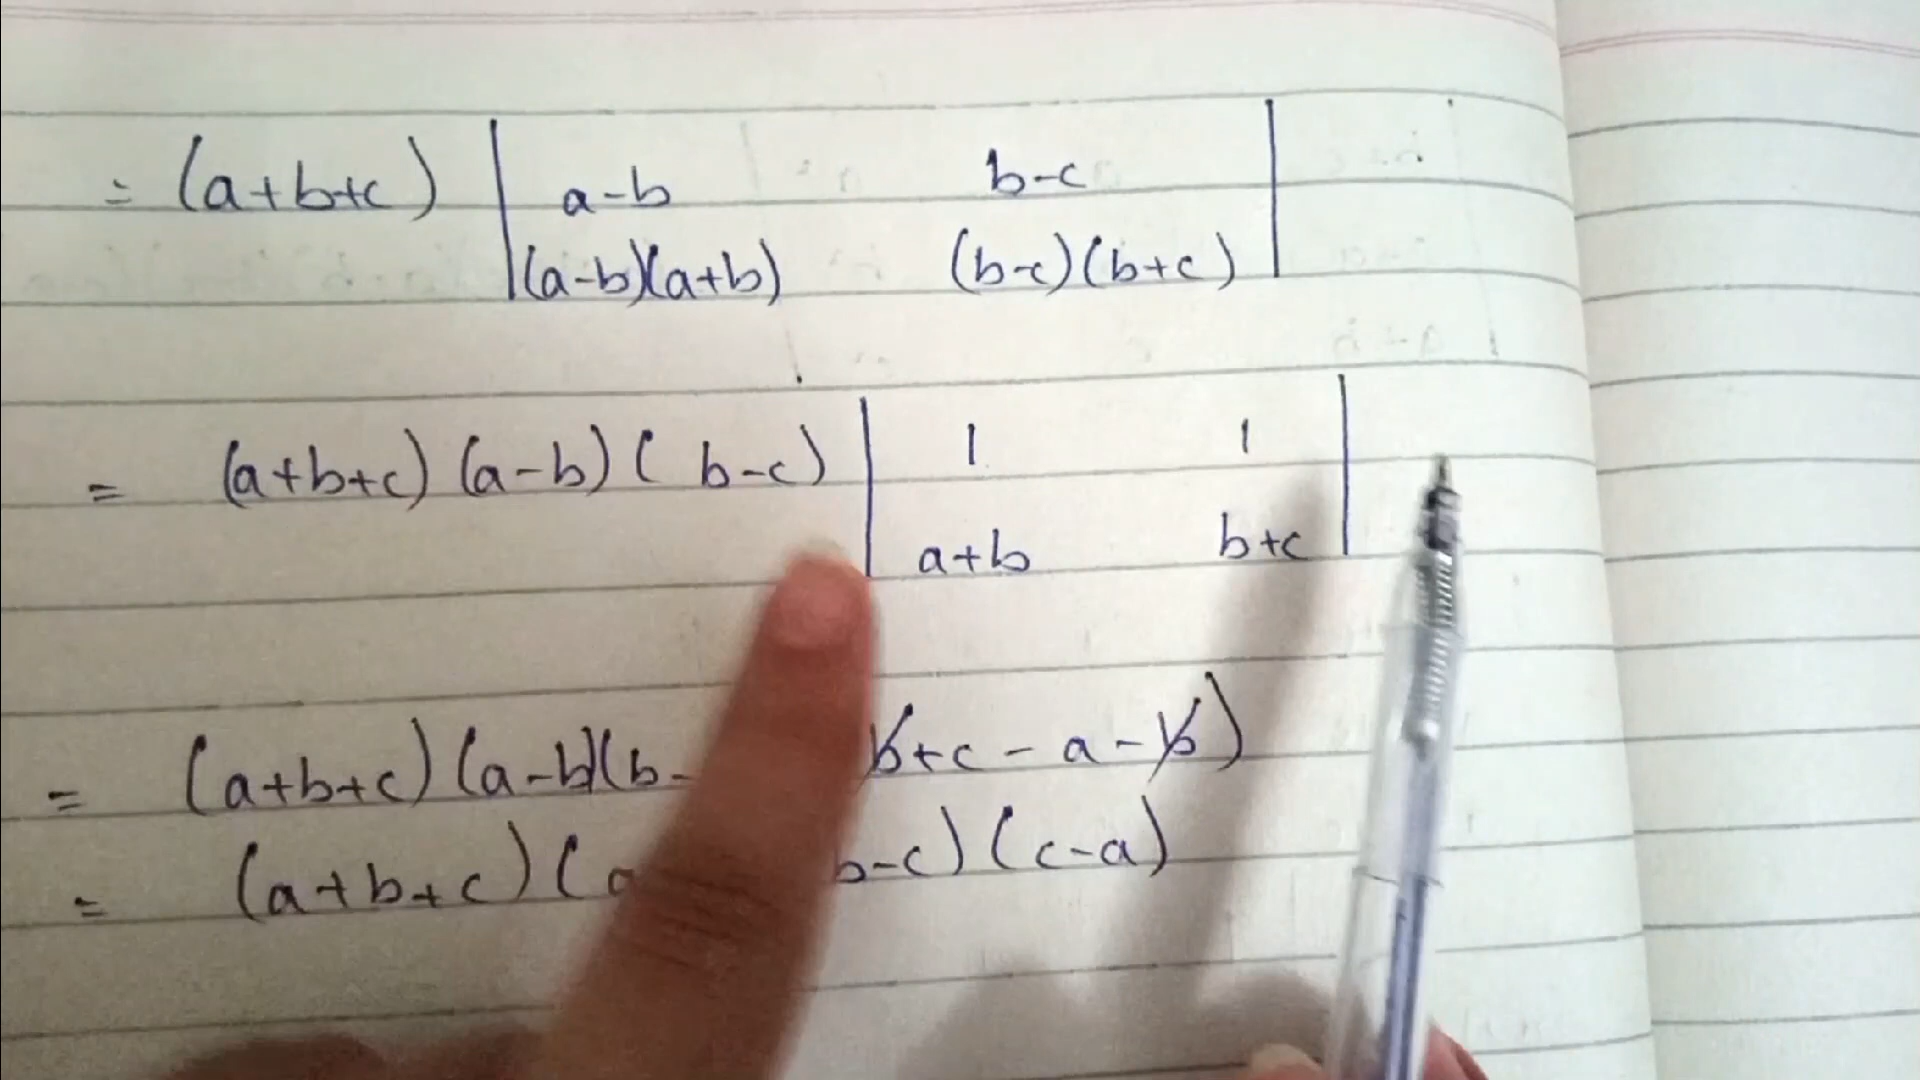 = (a+b+c) | a-b b-c |
| (a-b)(a+b) (b-c)(b+c) |
= (a+b+c) (a-b) ( b-c) | 1 1 |
| a+b b+c |
= (a+b+c) (a-b)(b- b+c - a - b)
= (a+b+c) (a b-c) (c-a)